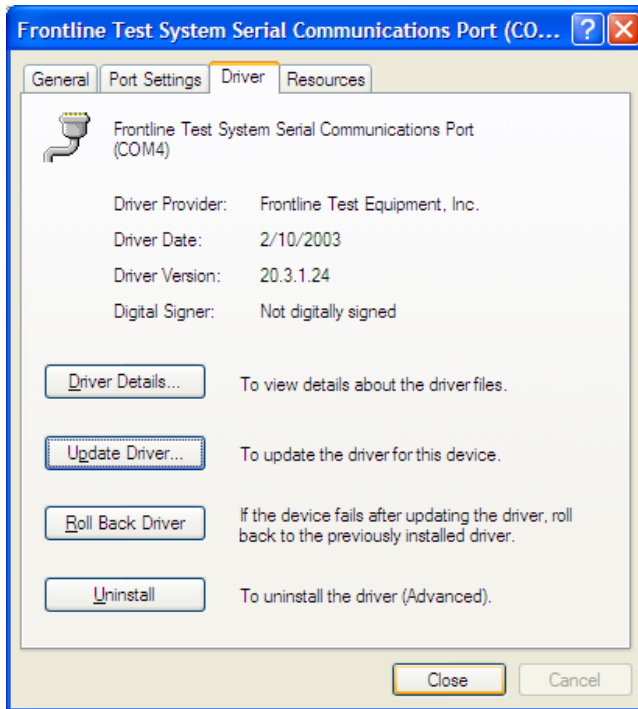 Frontline Test System Serial Communications Port (CO... ? X
General Port Settings Driver Resources
Frontline Test System Serial Communications Port
(COM4)
Driver Provider: Frontline Test Equipment, Inc.
Driver Date: 2/10/2003
Driver Version: 20.3.1.24
Digital Signer: Not digitally signed
Driver Details... To view details about the driver files.
Update Driver... To update the driver for this device.
Roll Back Driver If the device fails after updating the driver, roll
back to the previously installed driver.
Uninstall To uninstall the driver (Advanced).
Close Cancel